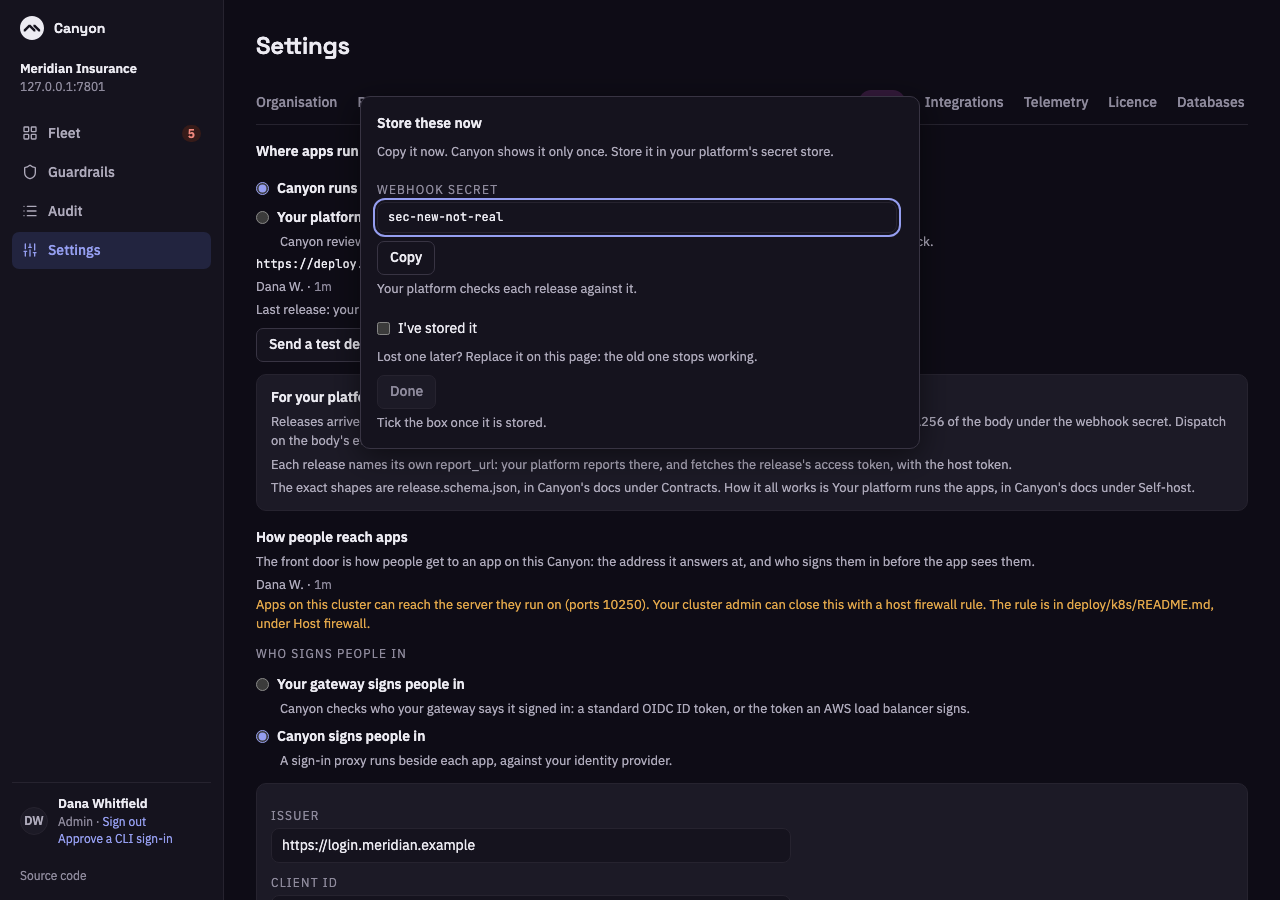 Canyon
Meridian Insurance
127.0.0.1:7801
Fleet
5
Guardrails
Audit
Settings
Dana Whitfield
DW
Admin · Sign out
Approve a CLI sign-in
Source code
Settings
Organisation
Integrations
Telemetry
Licence
Databases
Where apps run
Canyon runs
Your platform
Canyon
https://deploy.
Dana W. · 1m
Last release: your
Send a test
For your
Releases
256 of the body under the webhook secret. Dispatch
on the body's
Each release names its own report_url: your platform reports there, and fetches the release's access token, with the host token.
The exact shapes are release.schema.json, in Canyon's docs under Contracts. How it all works is Your platform runs the apps, in Canyon's docs under Self-host.
Store these now
Copy it now. Canyon shows it only once. Store it in your platform's secret store.
WEBHOOK SECRET
sec-new-not-real
Copy
Your platform checks each release against it.
I've stored it
Lost one later? Replace it on this page: the old one stops working.
Done
Tick the box once it is stored.
How people reach apps
The front door is how people get to an app on this Canyon: the address it answers at, and who signs them in before the app sees them.
Dana W. · 1m
Apps on this cluster can reach the server they run on (ports 10250). Your cluster admin can close this with a host firewall rule. The rule is in deploy/k8s/README.md,
under Host firewall.
WHO SIGNS PEOPLE IN
Your gateway signs people in
Canyon checks who your gateway says it signed in: a standard OIDC ID token, or the token an AWS load balancer signs.
Canyon signs people in
A sign-in proxy runs beside each app, against your identity provider.
ISSUER
https://login.meridian.example
CLIENT ID